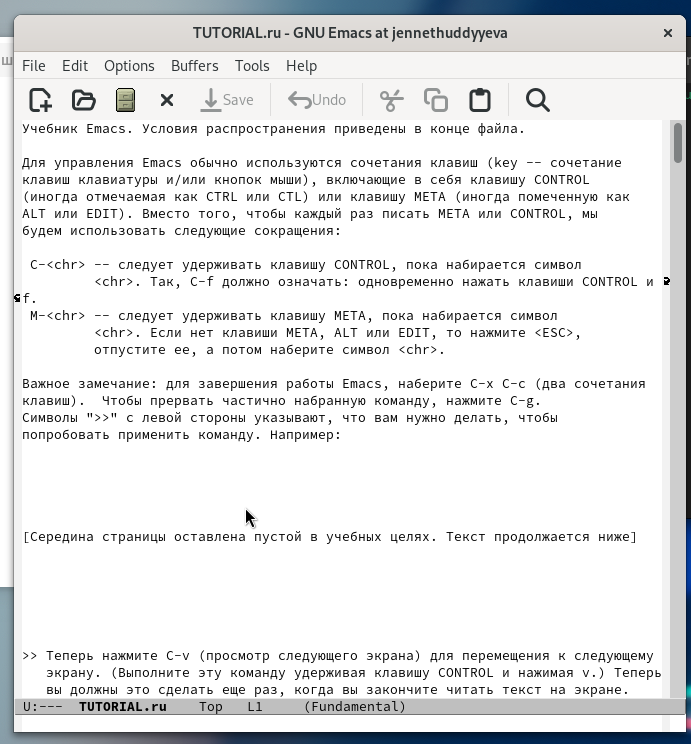 TUTORIAL.ru - GNU Emacs at jennethuddyyeva
File Edit Options Buffers Tools Help
Save Undo
Учебник Emacs. Условия распространения приведены в конце файла.
Для управления Emacs обычно используются сочетания клавиш (key -- сочетание
клавиш клавиатуры и/или кнопок мыши), включающие в себя клавишу CONTROL
(иногда отмечаемая как CTRL или CTL) или клавишу META (иногда помеченную как
ALT или EDIT). Вместо того, чтобы каждый раз писать META или CONTROL, мы
будем использовать следующие сокращения:
C-<chr> -- следует удерживать клавишу CONTROL, пока набирается символ
<chr>. Так, C-f должно означать: одновременно нажать клавиши CONTROL и
f.
M-<chr> -- следует удерживать клавишу META, пока набирается символ
<chr>. Если нет клавиши META, ALT или EDIT, то нажмите <ESC>,
отпустите ее, а потом наберите символ <chr>.
Важное замечание: для завершения работы Emacs, наберите C-x C-c (два сочетания
клавиш).  Чтобы прервать частично набранную команду, нажмите C-g.
Символы ">>" с левой стороны указывают, что вам нужно делать, чтобы
попробовать применить команду. Например:
[Середина страницы оставлена пустой в учебных целях. Текст продолжается ниже]
>> Теперь нажмите C-v (просмотр следующего экрана) для перемещения к следующему
экрану. (Выполните эту команду удерживая клавишу CONTROL и нажимая v.) Теперь
вы должны это сделать еще раз, когда вы закончите читать текст на экране.
U:--- TUTORIAL.ru Top L1 (Fundamental)